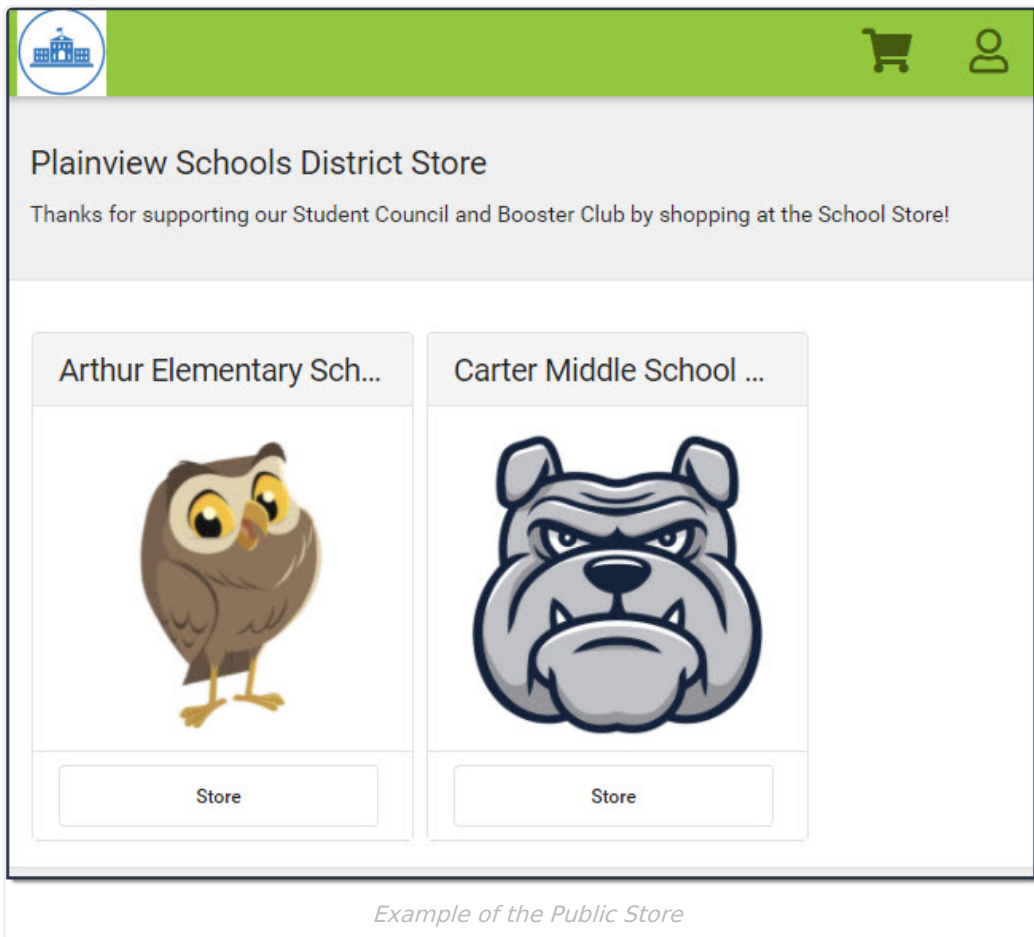 Plainview Schools District Store
Thanks for supporting our Student Council and Booster Club by shopping at the School Store!
Arthur Elementary Sch...
Carter Middle School ...
Store
Store
Example of the Public Store